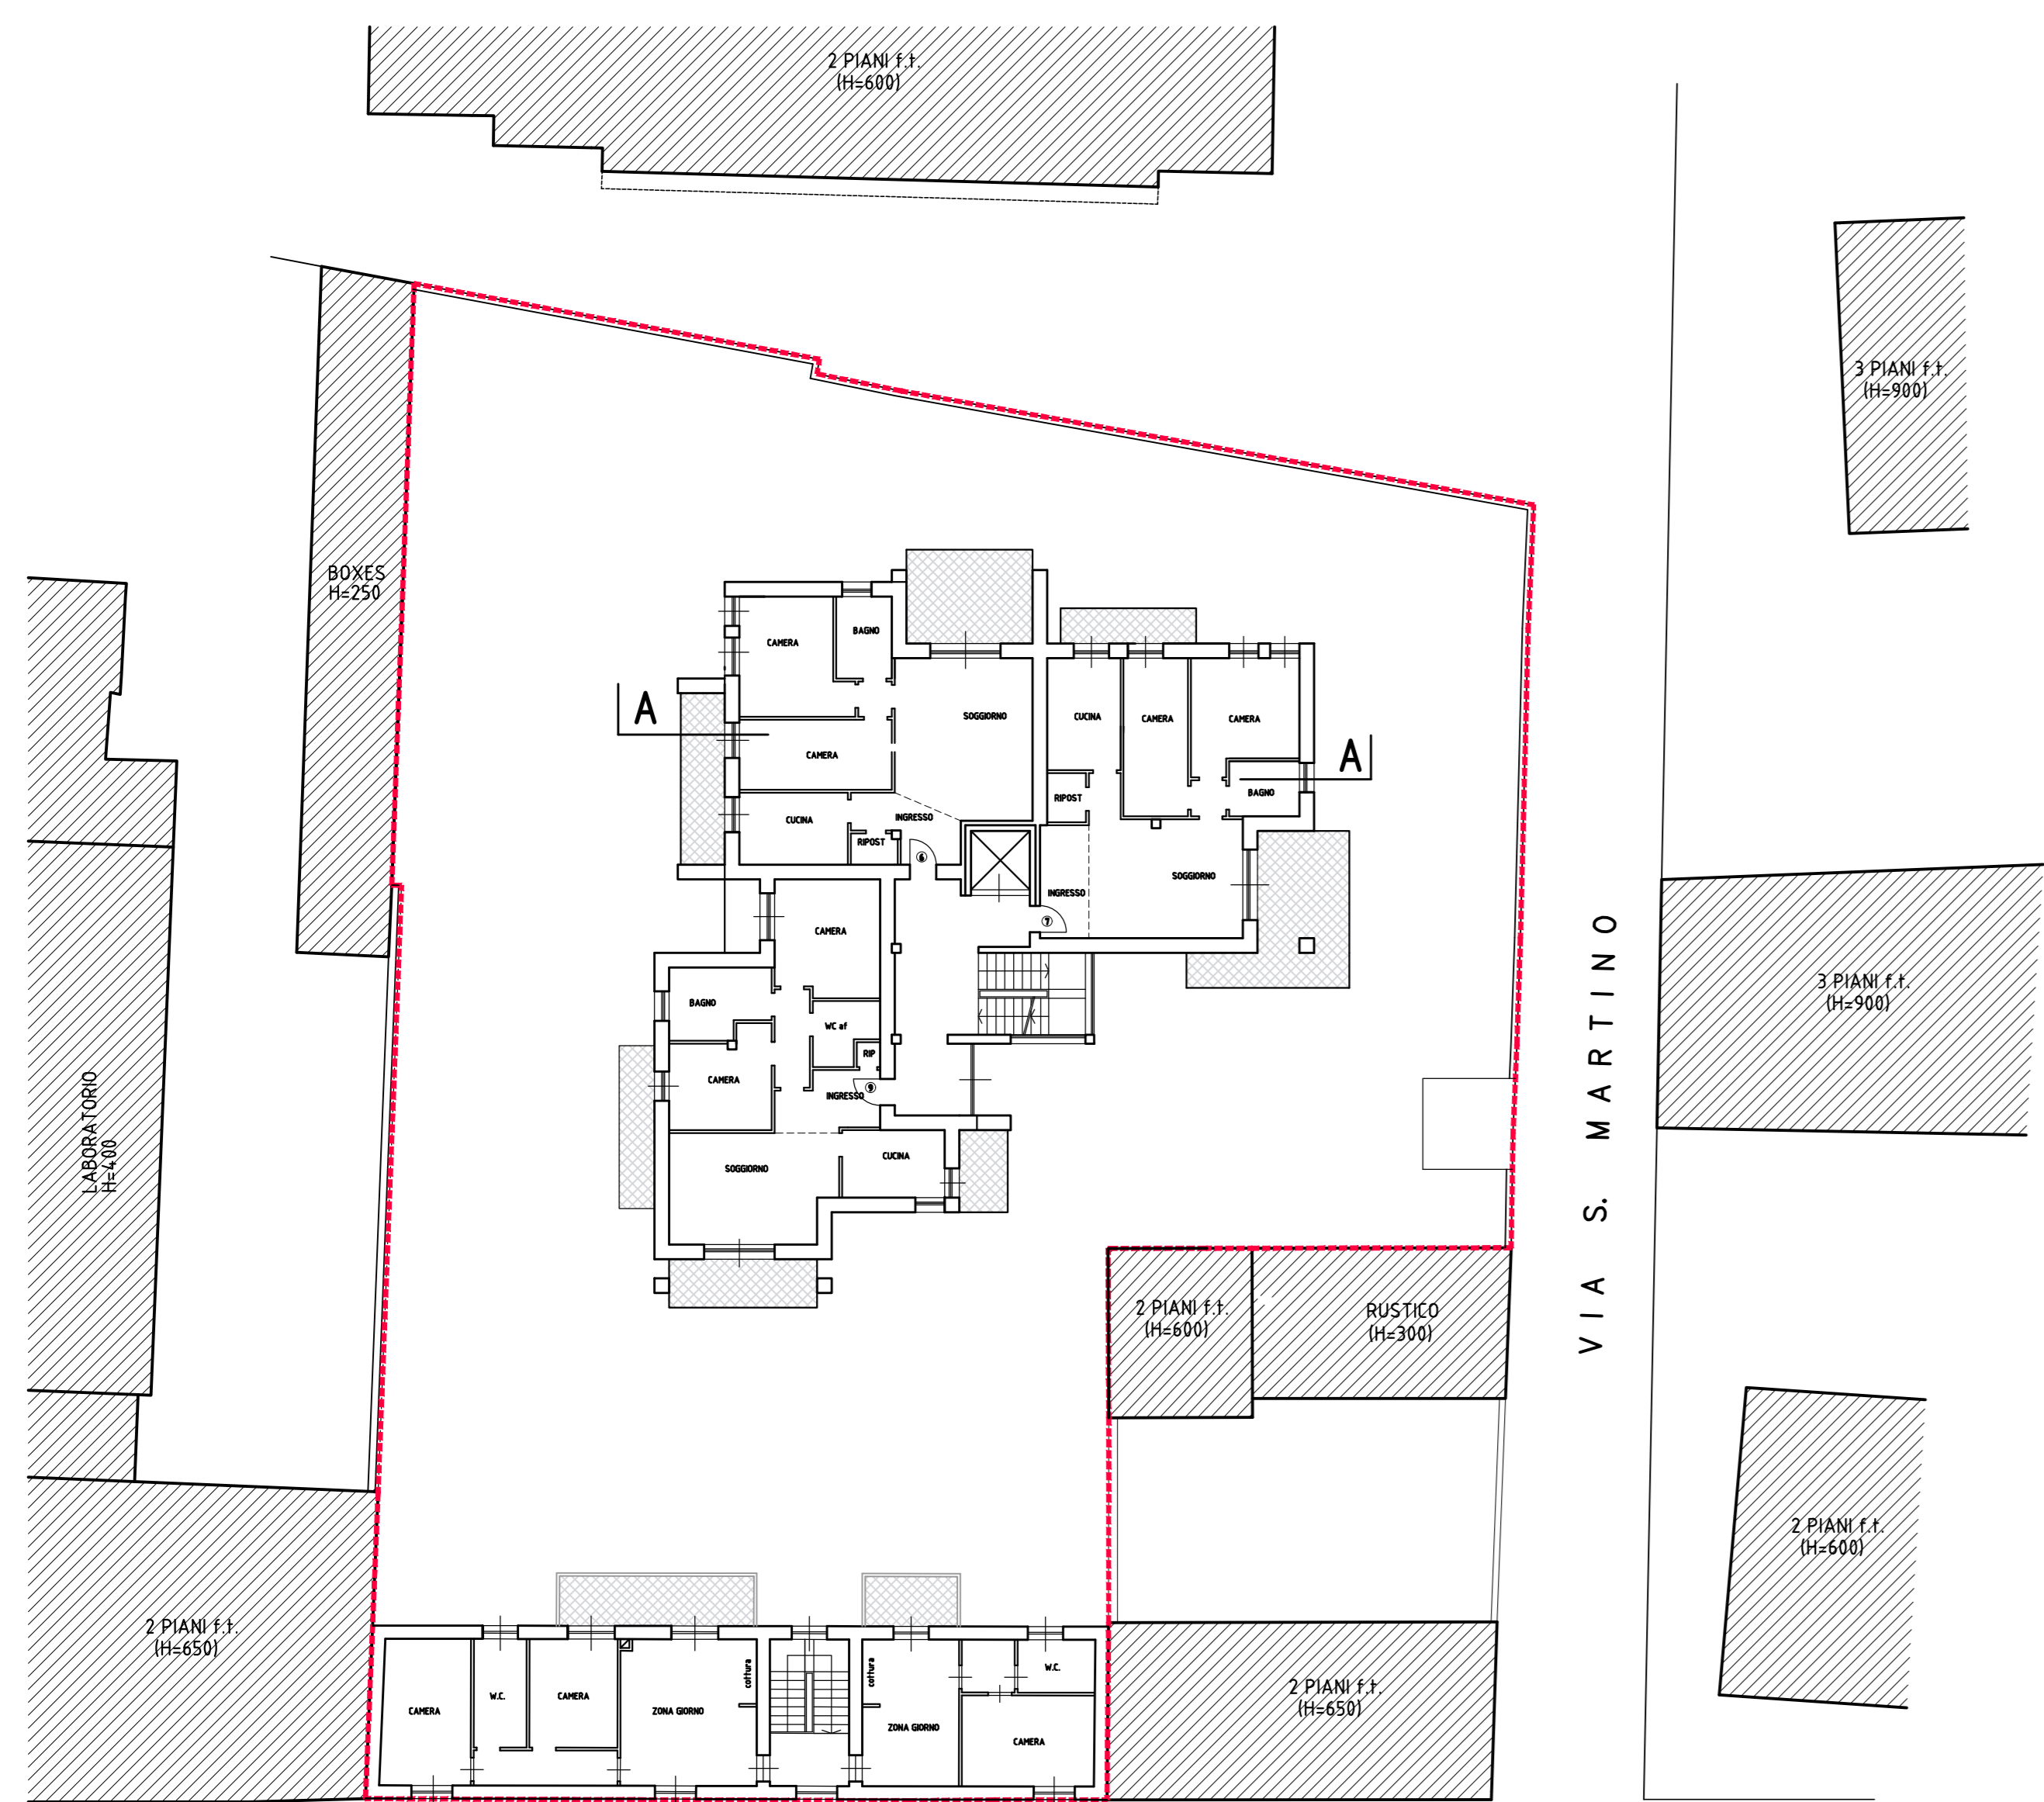 2 PIANI f.t.
(H=600)
3 PIANI f.t.
(H=900)
BOXES
H=250
CAMERA
BAGNO
A
SOGGIORNO
CUCINA
CAMERA
CAMERA
A
CAMERA
RIPOST
BAGNO
CUCINA
INGRESSO
RIPOST
6
SOGGIORNO
INGRESSO
7
CAMERA
VIA S. MARTINO
3 PIANI f.t.
(H=900)
BAGNO
WC af
RIP
CAMERA
9
INGRESSO
LABORATORIO
H=400
CUCINA
SOGGIORNO
2 PIANI f.t.
(H=600)
RUSTICO
(H=300)
2 PIANI f.t.
(H=600)
2 PIANI f.t.
(H=650)
cottura
cottura
W.C.
W.C.
CAMERA
CAMERA
ZONA GIORNO
ZONA GIORNO
CAMERA
2 PIANI f.t.
(H=650)